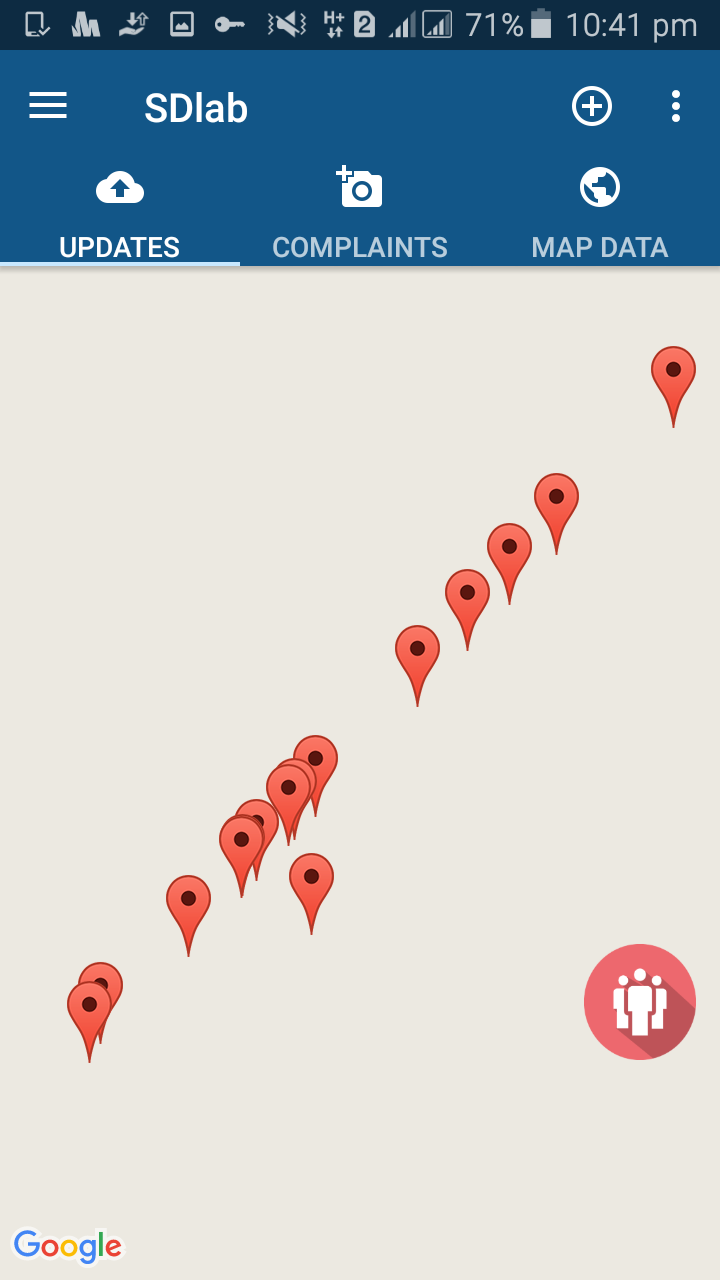 H+ 2 71% 10:41 pm
SDlab
UPDATES COMPLAINTS MAP DATA
Google